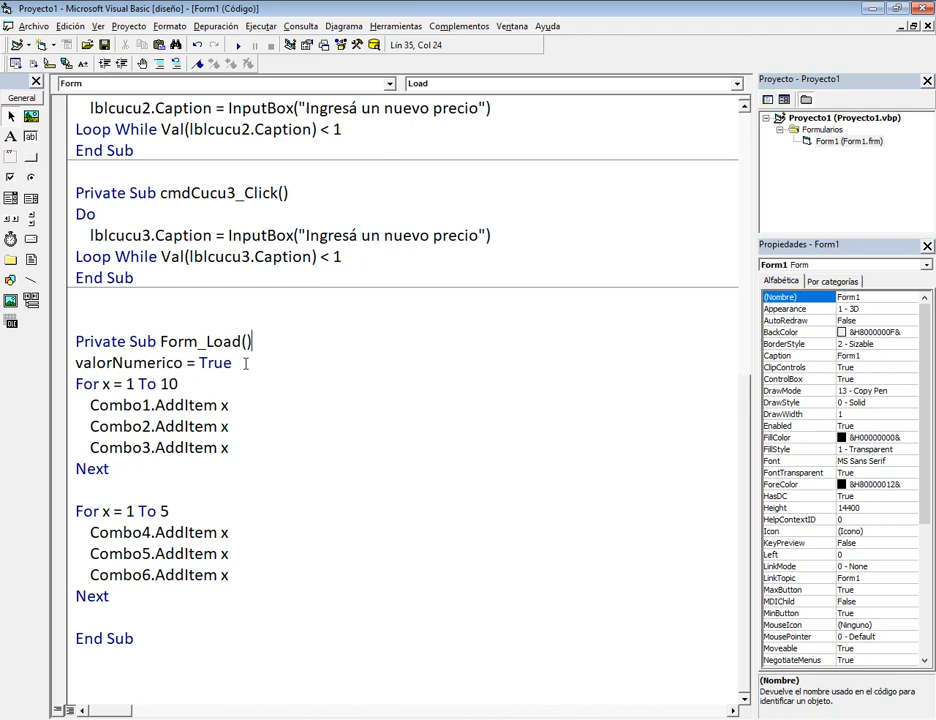 Proyecto1 - Microsoft Visual Basic [diseño] - [Form1 (Código)]
Archivo Edición Ver Proyecto Formato Depuración Ejecutar Consulta Diagrama Herramientas Complementos Ventana Ayuda
Lín 35, Col 24
General
Form Load
lblcucu2.Caption = InputBox("Ingresá un nuevo precio")
Loop While Val(lblcucu2.Caption) < 1
End Sub
Private Sub cmdCucu3_Click()
Do
lblcucu3.Caption = InputBox("Ingresá un nuevo precio")
Loop While Val(lblcucu3.Caption) < 1
End Sub
Private Sub Form_Load()
valorNumerico = True
For x = 1 To 10
Combo1.AddItem x
Combo2.AddItem x
Combo3.AddItem x
Next
For x = 1 To 5
Combo4.AddItem x
Combo5.AddItem x
Combo6.AddItem x
Next
End Sub
Proyecto - Proyecto1
Proyecto1 (Proyecto1.vbp)
Formularios
Form1 (Form1.frm)
Propiedades - Form1
Form1 Form
Alfabética Por categorías
(Nombre) Form1
Appearance 1 - 3D
AutoRedraw False
BackColor &H8000000F&
BorderStyle 2 - Sizable
Caption Form1
ClipControls True
ControlBox True
DrawMode 13 - Copy Pen
DrawStyle 0 - Solid
DrawWidth 1
Enabled True
FillColor &H00000000&
FillStyle 1 - Transparent
Font MS Sans Serif
FontTransparent True
ForeColor &H80000012&
HasDC True
Height 14400
HelpContextID 0
Icon (Icono)
KeyPreview False
Left 0
LinkMode 0 - None
LinkTopic Form1
MaxButton True
MDIChild False
MinButton True
MouseIcon (Ninguno)
MousePointer 0 - Default
Moveable True
NegotiateMenus True
(Nombre)
Devuelve el nombre usado en el código para
identificar un objeto.